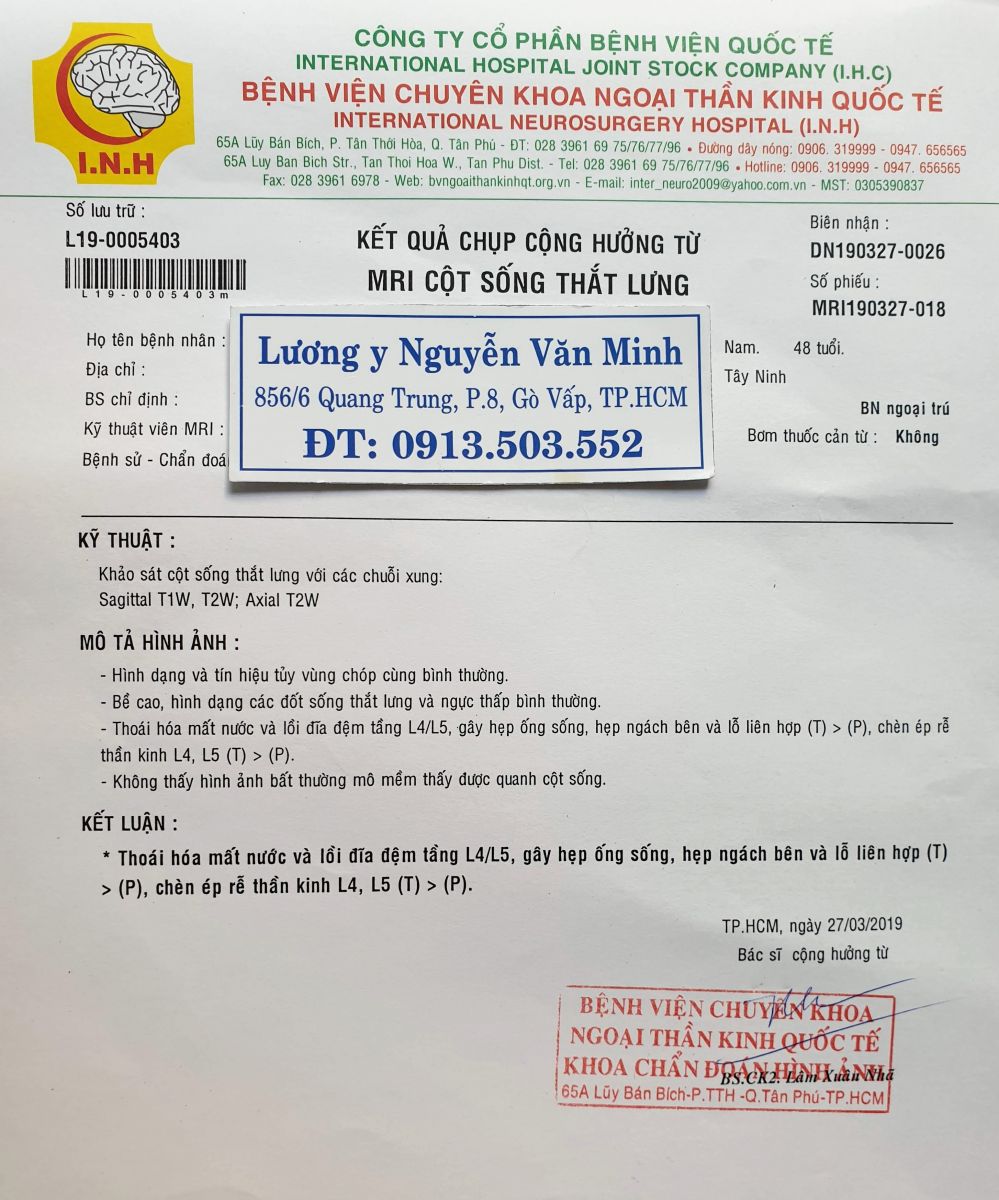 I.N.H
CÔNG TY CỔ PHẦN BỆNH VIỆN QUỐC TẾ
INTERNATIONAL HOSPITAL JOINT STOCK COMPANY (I.H.C)
BỆNH VIỆN CHUYÊN KHOA NGOẠI THẦN KINH QUỐC TẾ
INTERNATIONAL NEUROSURGERY HOSPITAL (I.N.H)
65A Lũy Bán Bích, P. Tân Thới Hòa, Q. Tân Phú - ĐT: 028 3961 69 75/76/77/96 • Đường dây nóng: 0906. 319999 - 0947. 656565
65A Luy Ban Bich Str., Tan Thoi Hoa W., Tan Phu Dist. - Tel: 028 3961 69 75/76/77/96 • Hotline: 0906. 319999 - 0947. 656565
Fax: 028 3961 6978 - Web: bvngoaithankinhqt.org.vn - E-mail: inter_neuro2009@yahoo.com.vn - MST: 0305390837
Số lưu trữ :
L19-0005403
L19-0005403m
KẾT QUẢ CHỤP CỘNG HƯỞNG TỪ
MRI CỘT SỐNG THẮT LƯNG
Biên nhận :
DN190327-0026
Số phiếu :
MRI190327-018
Họ tên bệnh nhân :
Địa chỉ :
BS chỉ định :
Kỹ thuật viên MRI :
Bệnh sử - Chẩn đoá
Lương y Nguyễn Văn Minh
856/6 Quang Trung, P.8, Gò Vấp, TP.HCM
ĐT: 0913.503.552
Nam. 48 tuổi.
Tây Ninh
BN ngoại trú
Bơm thuốc cản từ : Không
KỸ THUẬT :
Khảo sát cột sống thắt lưng với các chuỗi xung:
Sagittal T1W, T2W; Axial T2W
MÔ TẢ HÌNH ẢNH :
- Hình dạng và tín hiệu tủy vùng chóp cùng bình thường.
- Bề cao, hình dạng các đốt sống thắt lưng và ngực thấp bình thường.
- Thoái hóa mất nước và lồi đĩa đệm tầng L4/L5, gây hẹp ống sống, hẹp ngách bên và lỗ liên hợp (T) > (P), chèn ép rễ
thần kinh L4, L5 (T) > (P).
- Không thấy hình ảnh bất thường mô mềm thấy được quanh cột sống.
KẾT LUẬN :
* Thoái hóa mất nước và lồi đĩa đệm tầng L4/L5, gây hẹp ống sống, hẹp ngách bên và lỗ liên hợp (T)
> (P), chèn ép rễ thần kinh L4, L5 (T) > (P).
TP.HCM, ngày 27/03/2019
Bác sĩ cộng hưởng từ
BỆNH VIỆN CHUYÊN KHOA
NGOẠI THẦN KINH QUỐC TẾ
KHOA CHẨN ĐOÁN HÌNH ẢNH
BS.CK2. Lâm Xuân Nhã
65A Lũy Bán Bích-P.TTH -Q.Tân Phú-TP.HCM